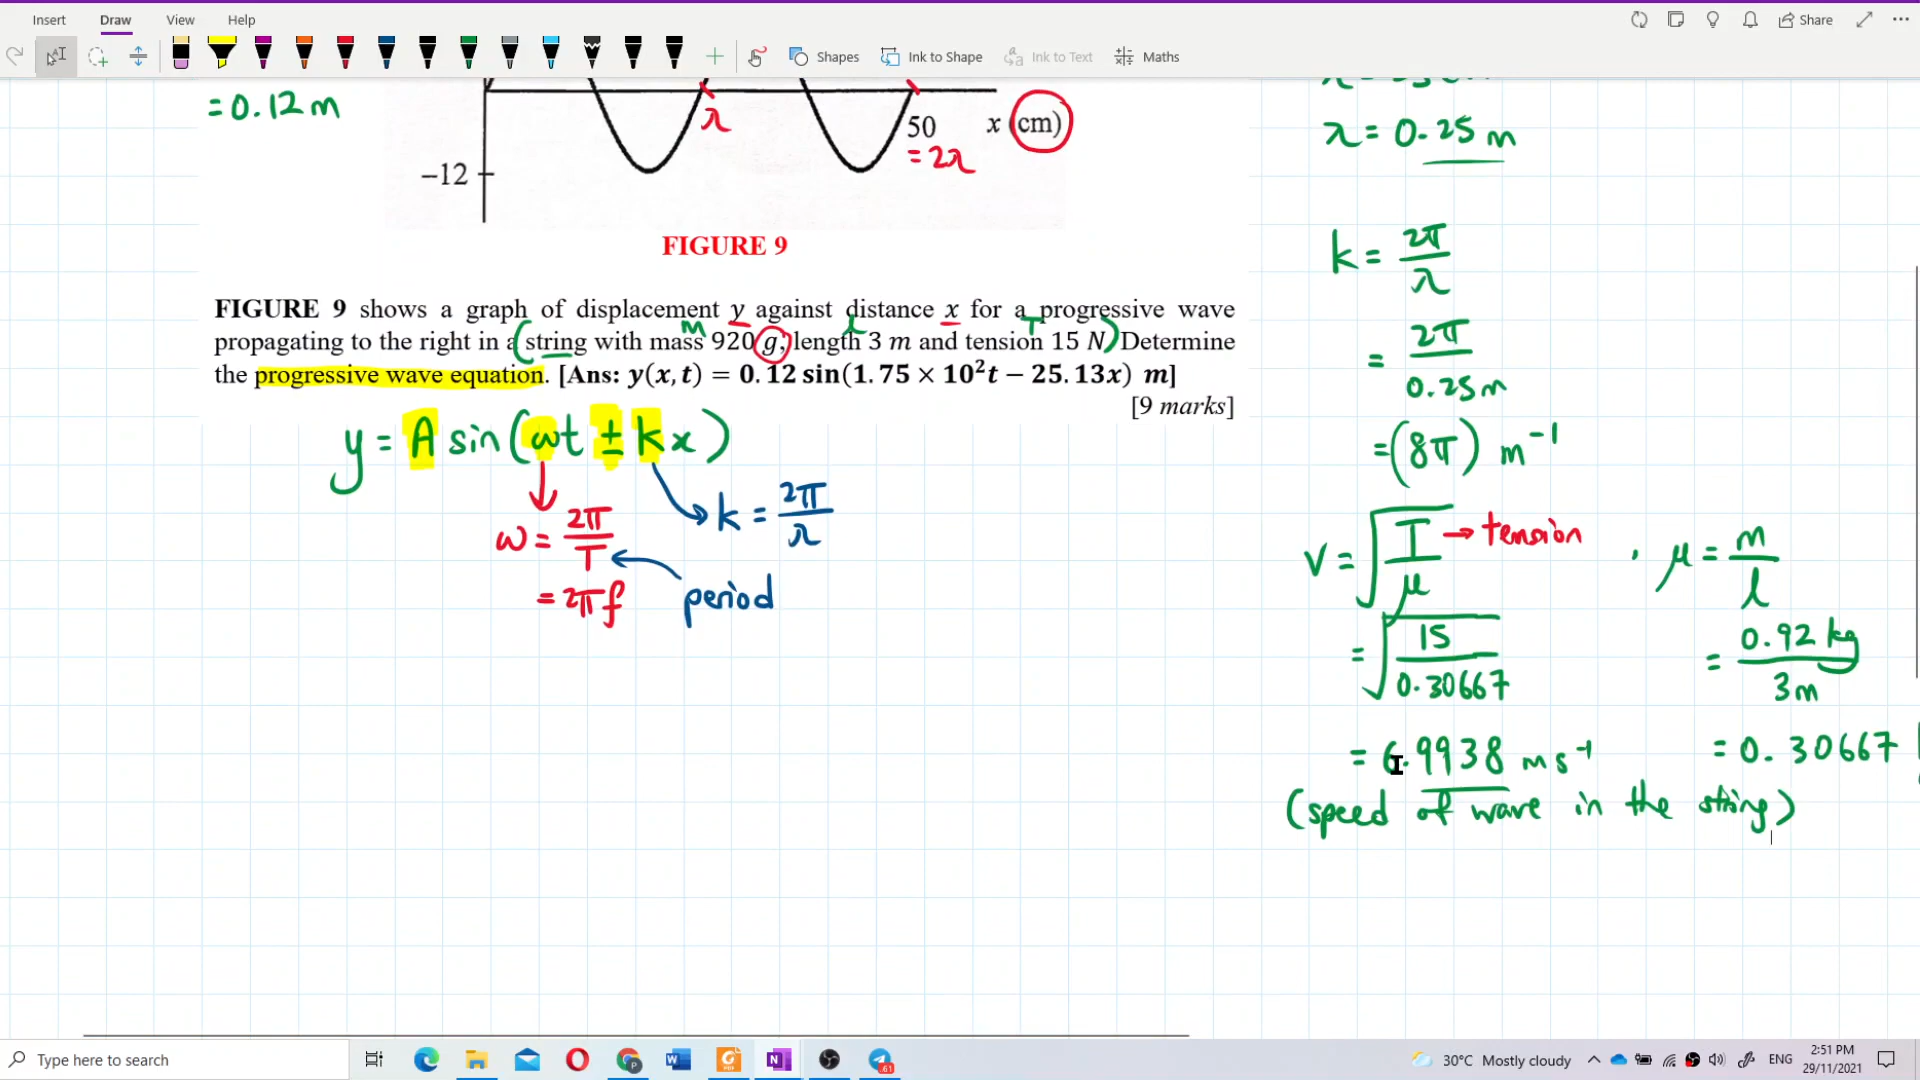 Insert Draw View Help
Share
Shapes Ink to Shape Ink to Text Maths
= 0.12 m
λ
50
= 2λ
x (cm)
−12
FIGURE 9
FIGURE 9 shows a graph of displacement y against distance x for a progressive wave
m l T
propagating to the right in a (string with mass 920 g, length 3 m and tension 15 N) Determine
the progressive wave equation. [Ans: y(x, t) = 0.12 sin(1.75 × 10²t − 25.13x) m]
[9 marks]
y = A sin(ωt ± kx)
ω = 2π/T
= 2πf
period
k = 2π/λ
λ = 0.25 m
k = 2π/λ
= 2π/0.25m
= (8π) m⁻¹
v = √(T/μ) → tension
= √(15/0.30667)
= 6.9938 ms⁻¹
(speed of wave in the string)
, μ = m/l
= 0.92 kg/3m
= 0.30667
Type here to search
61
30°C Mostly cloudy
ENG
2:51 PM
29/11/2021